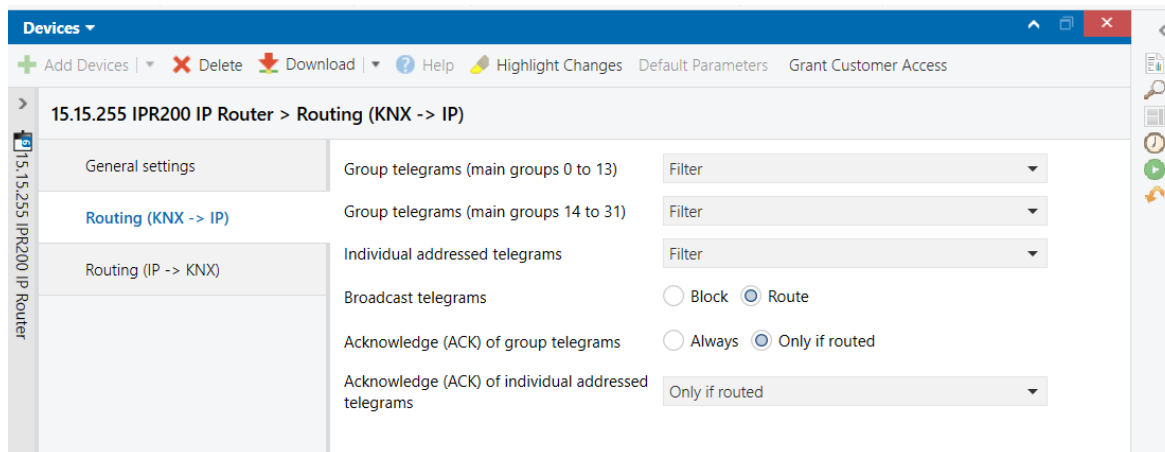 Devices
Add Devices Delete Download Help Highlight Changes Default Parameters Grant Customer Access
15.15.255 IPR200 IP Router > Routing (KNX -> IP)
15.15.255 IPR200 IP Router
General settings
Routing (KNX -> IP)
Routing (IP -> KNX)
Group telegrams (main groups 0 to 13) Filter
Group telegrams (main groups 14 to 31) Filter
Individual addressed telegrams Filter
Broadcast telegrams Block Route
Acknowledge (ACK) of group telegrams Always Only if routed
Acknowledge (ACK) of individual addressed
telegrams Only if routed